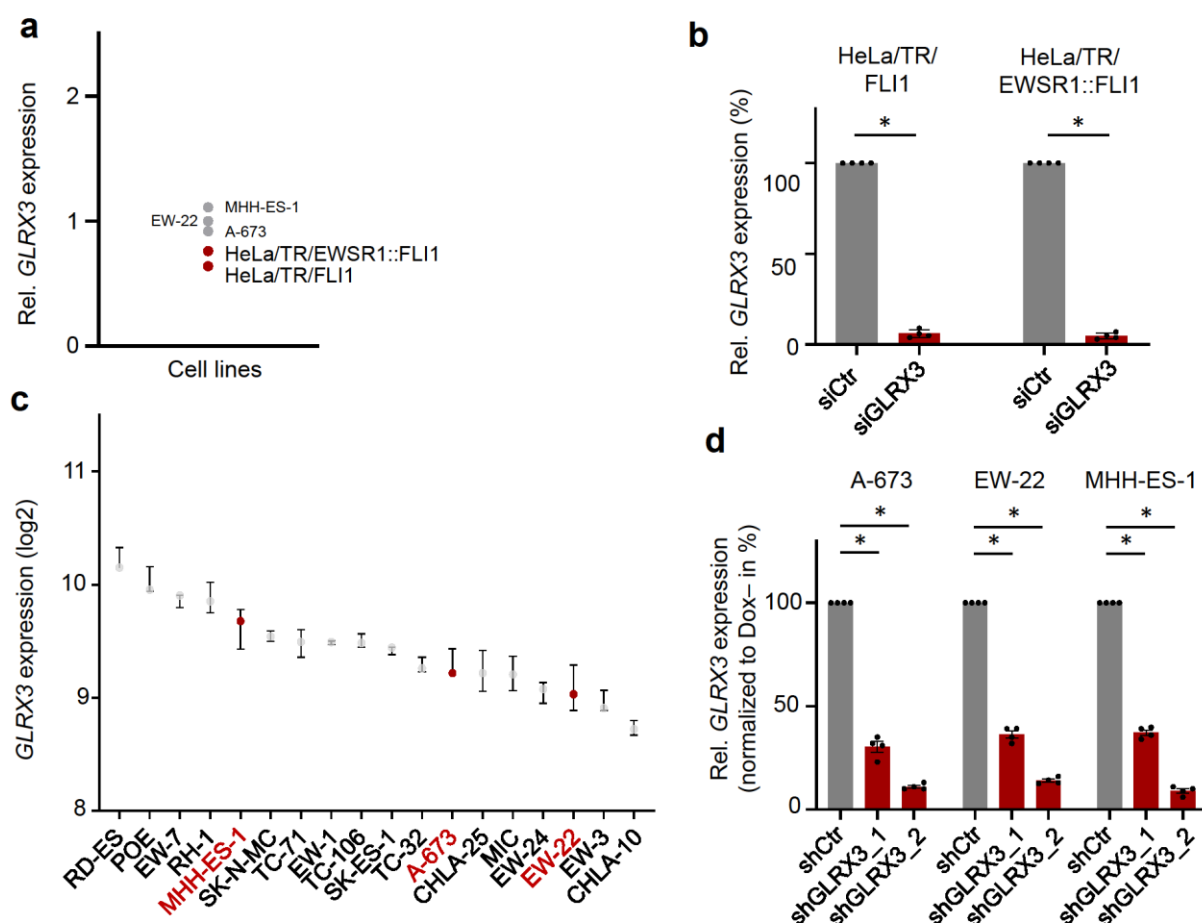 a
Rel. GLRX3 expression
2
1
0
MHH-ES-1
EW-22
A-673
HeLa/TR/EWSR1::FLI1
HeLa/TR/FLI1
Cell lines
b
HeLa/TR/
FLI1
HeLa/TR/
EWSR1::FLI1
Rel. GLRX3 expression (%)
100
50
0
*
*
siCtr
siGLRX3
siCtr
siGLRX3
c
GLRX3 expression (log2)
11
10
9
8
RD-ES
POE
EW-7
RH-1
MHH-ES-1
SK-N-MC
TC-71
EW-1
TC-106
SK-ES-1
TC-32
A-673
CHLA-25
MIC
EW-24
EW-22
EW-3
CHLA-10
d
A-673
EW-22
MHH-ES-1
Rel. GLRX3 expression
(normalized to Dox– in %)
100
50
0
*
*
*
*
*
*
shCtr
shGLRX3_1
shGLRX3_2
shCtr
shGLRX3_1
shGLRX3_2
shCtr
shGLRX3_1
shGLRX3_2